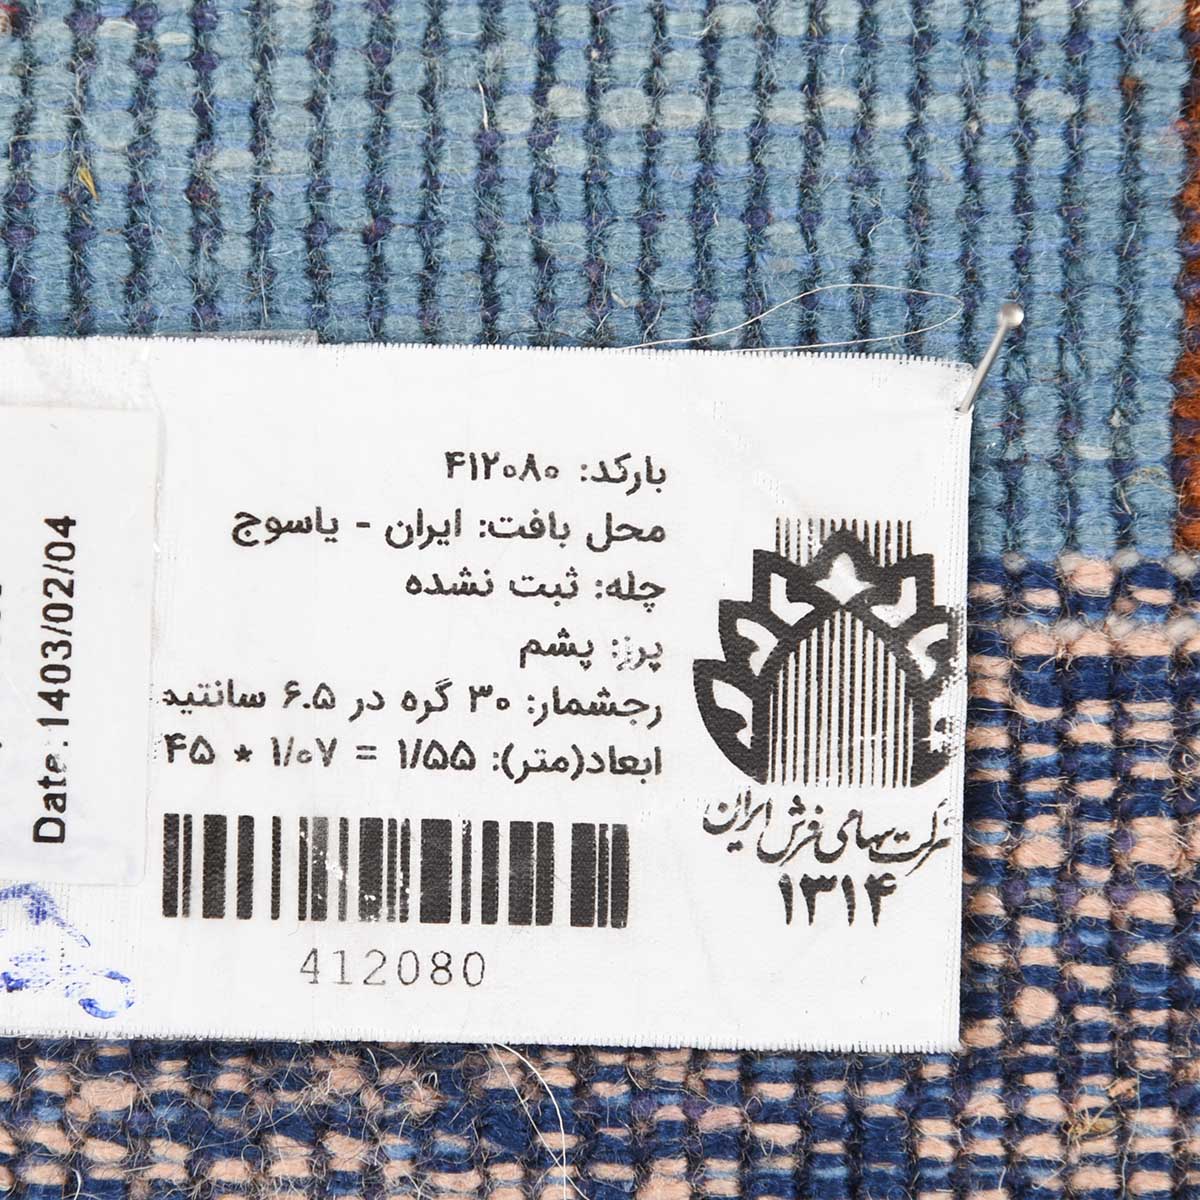 بارکد: ۴۱۲۰۸۰
محل بافت: ایران - یاسوج
چله: ثبت نشده
پرز: پشم
رجشمار: ۳۰ گره در ۶.۵ سانتیم
ابعاد(متر): ۱/۵۵ = ۱/۰۷ * ۴۵
412080
شرکت سهامی فرش ایران
۱۳۱۴
Date: 1403/02/04